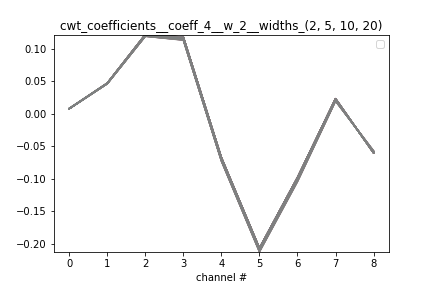 cwt_coefficients__coeff_4__w_2__widths_(2, 5, 10, 20)
0.10
0.05
0.00
−0.05
−0.10
−0.15
−0.20
0 1 2 3 4 5 6 7 8
channel #